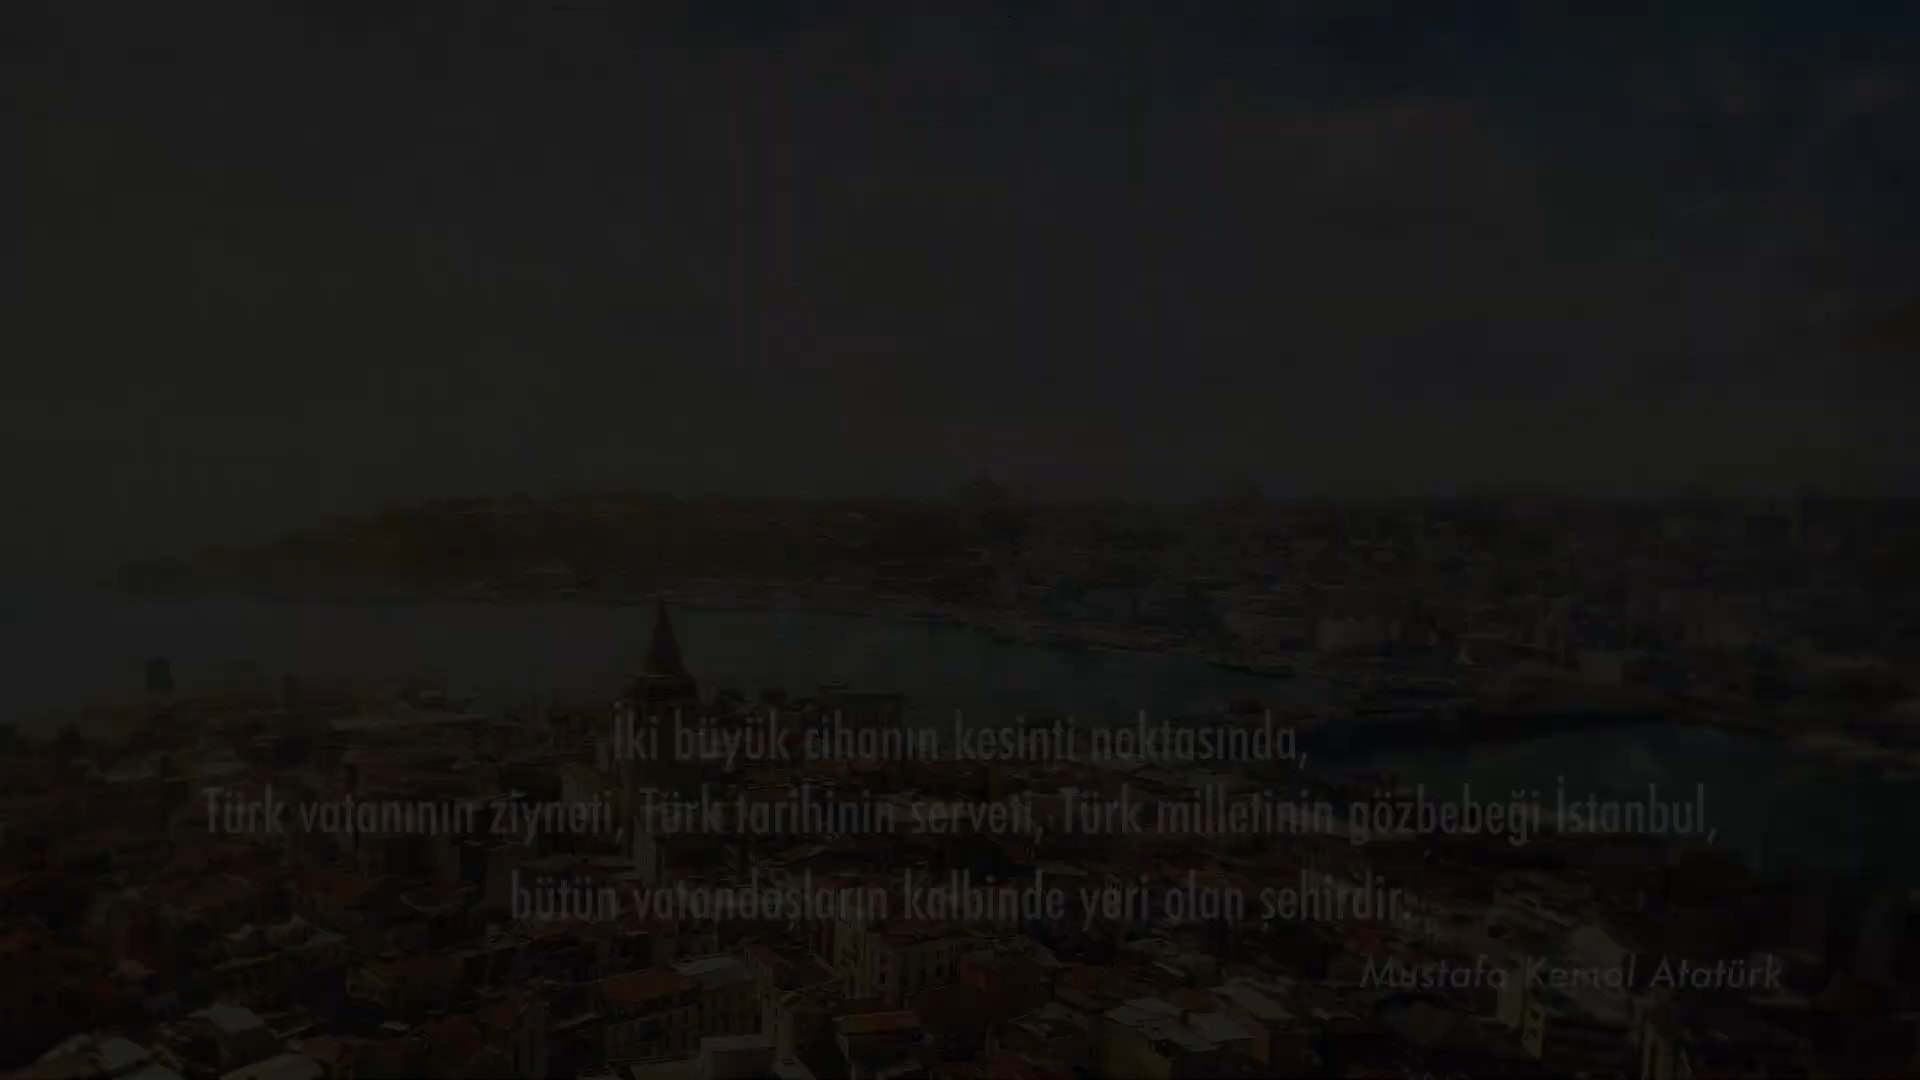 İki büyük cihanın kesinti noktasında,
Türk vatanının ziyneti, Türk tarihinin serveti, Türk milletinin gözbebeği İstanbul,
bütün vatandaşların kalbinde yeri olan şehirdir.
Mustafa Kemal Atatürk